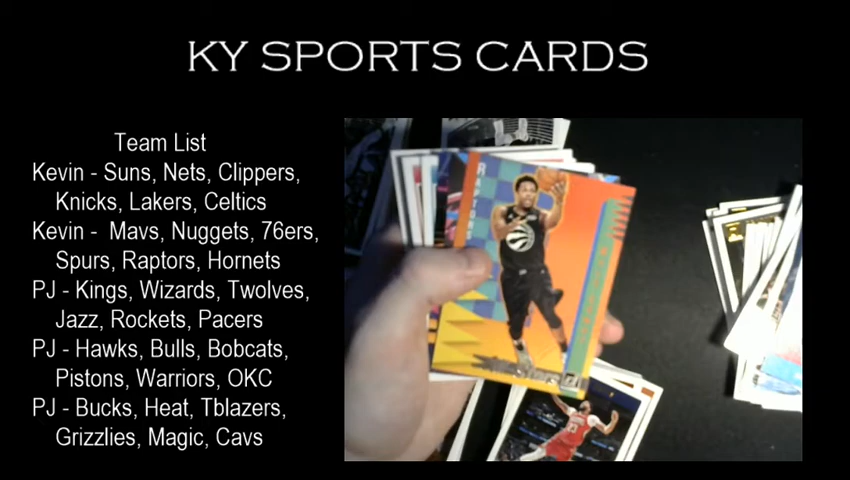 KY SPORTS CARDS
Team List
Kevin - Suns, Nets, Clippers,
Knicks, Lakers, Celtics
Kevin - Mavs, Nuggets, 76ers,
Spurs, Raptors, Hornets
PJ - Kings, Wizards, Twolves,
Jazz, Rockets, Pacers
PJ - Hawks, Bulls, Bobcats,
Pistons, Warriors, OKC
PJ - Bucks, Heat, Tblazers,
Grizzlies, Magic, Cavs